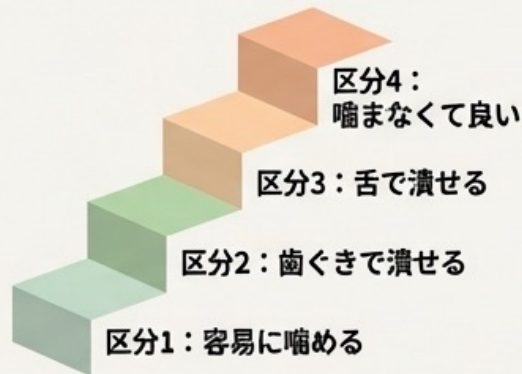 区分4：
噛まなくて良い
区分3：舌で潰せる
区分2：歯ぐきで潰せる
区分1：容易に噛める